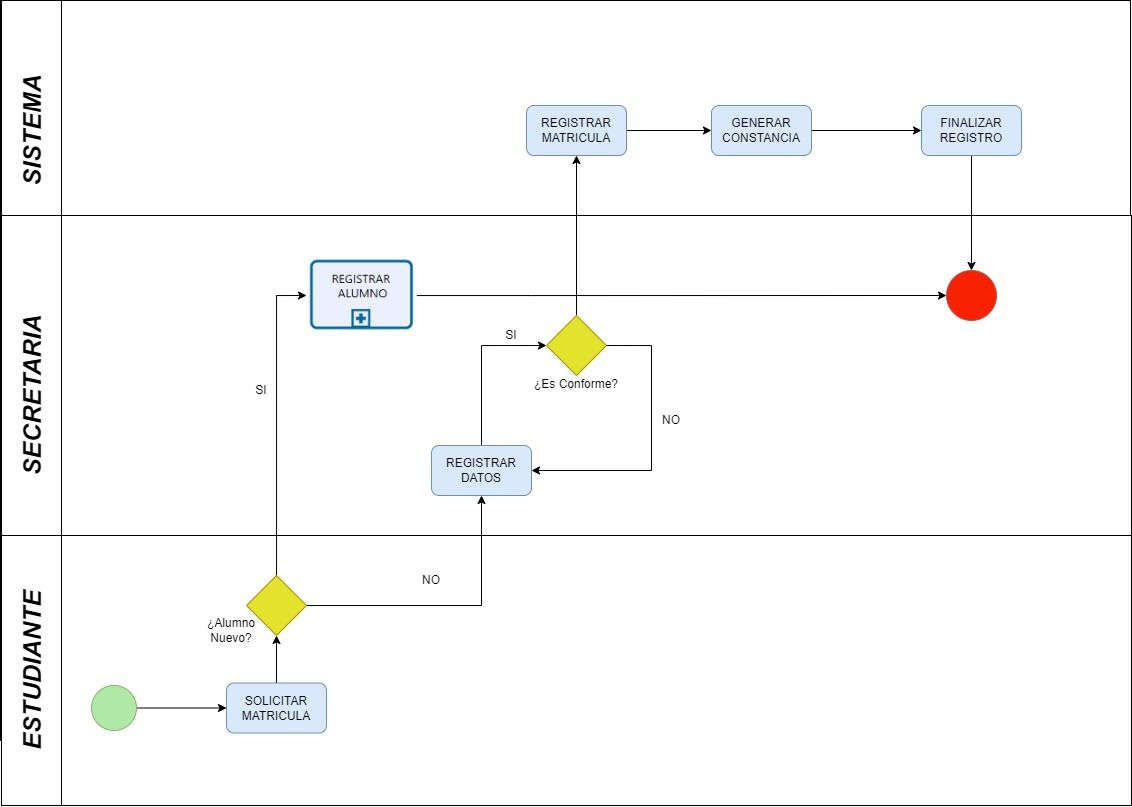 SISTEMA
REGISTRAR
MATRICULA
GENERAR
CONSTANCIA
FINALIZAR
REGISTRO
SECRETARIA
REGISTRAR
ALUMNO
SI
¿Es Conforme?
SI
NO
REGISTRAR
DATOS
ESTUDIANTE
NO
¿Alumno
Nuevo?
SOLICITAR
MATRICULA